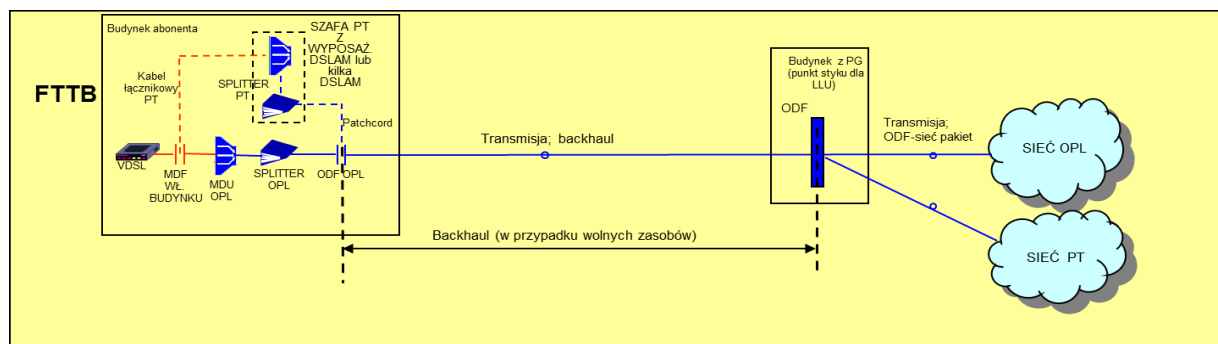 FTTB
Budynek abonenta
Kabel
łącznikowy
PT
SZAFA PT
Z
WYPOSAŻ.
DSLAM lub
kilka
DSLAM
SPLITTER
PT
Patchcord
VDSL
MDF
WŁ.
BUDYNKU
MDU
OPL
SPLITTER
OPL
ODF OPL
Transmisja; backhaul
Backhaul (w przypadku wolnych zasobów)
Budynek z PG
(punkt styku dla
LLU)
ODF
Transmisja;
ODF-sieć pakiet
SIEĆ OPL
SIEĆ PT